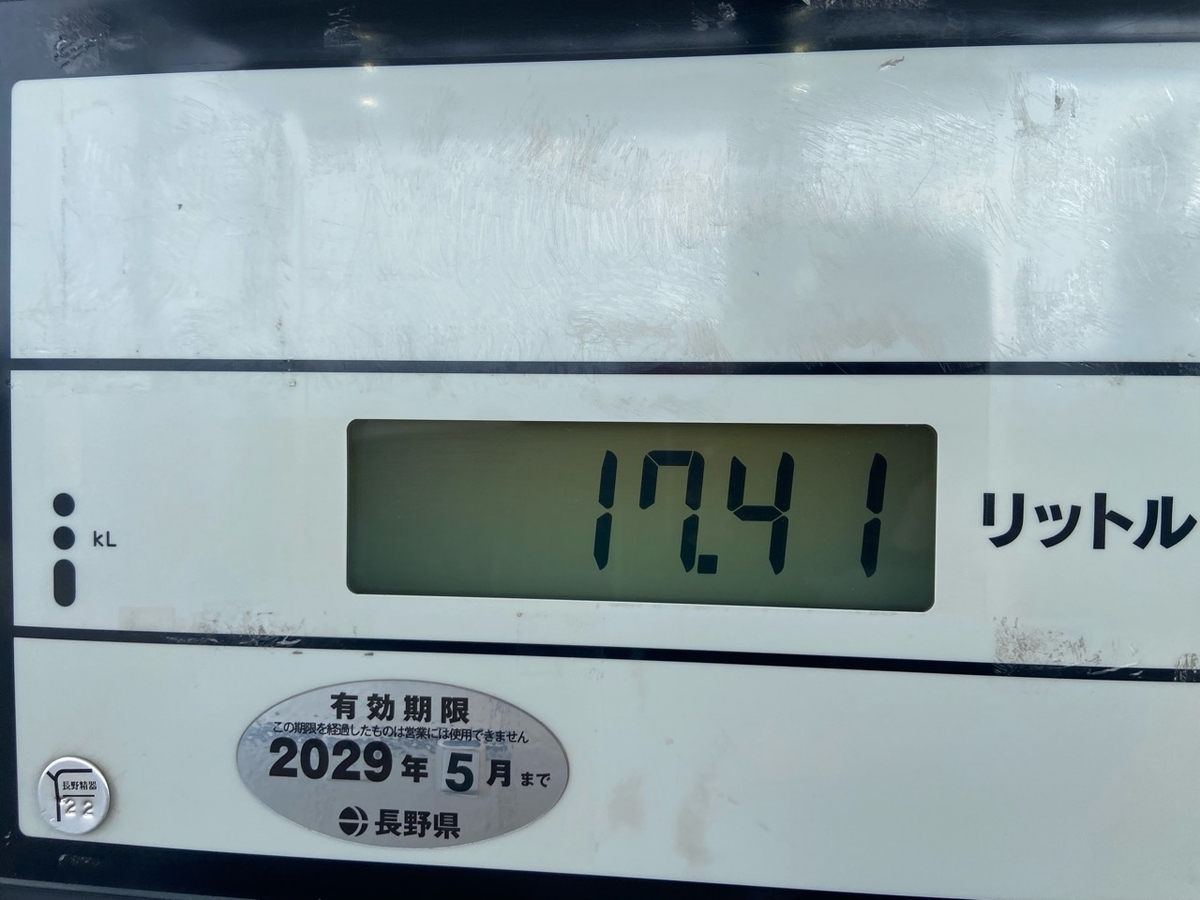 17.41
リットル
kL
有効期限
この期限を経過したものは営業には使用できません
2029年5月まで
長野県
長野精器
22